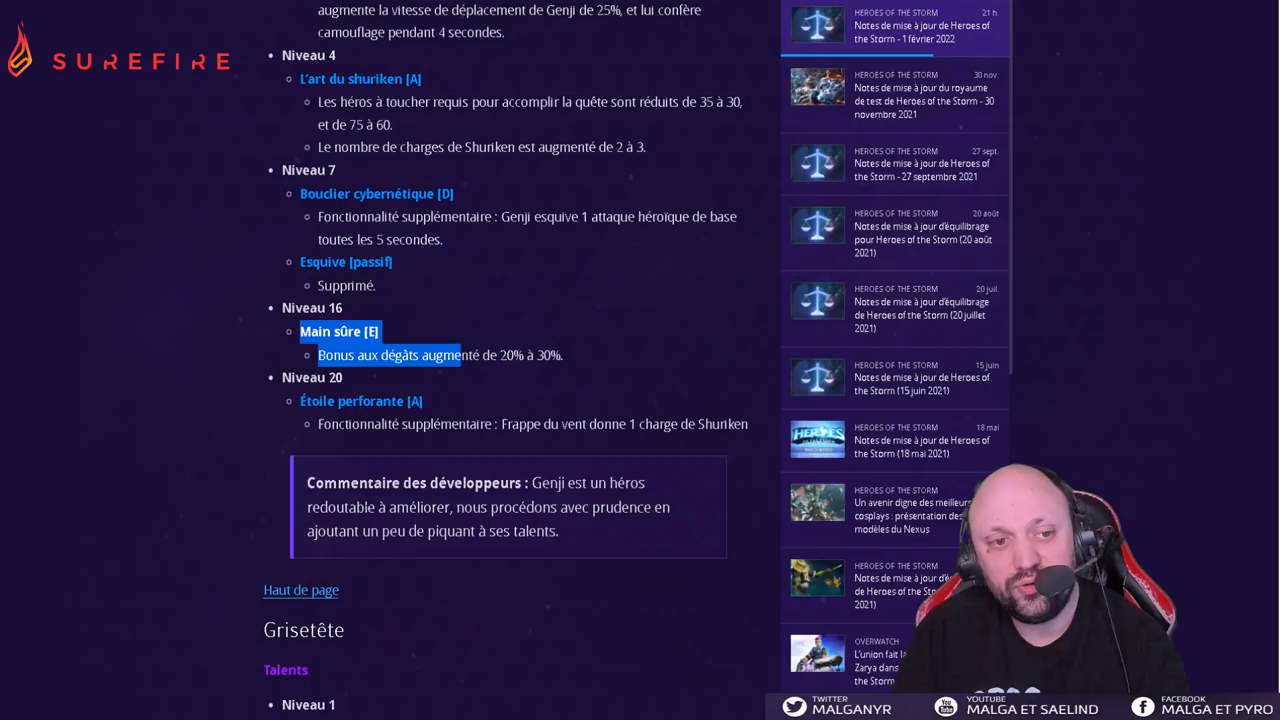 augmente la vitesse de déplacement de Genji de 25%, et lui confère
camouflage pendant 4 secondes.
SUREFIRE
Niveau 4
L'art du shuriken [A]
Les héros à toucher requis pour accomplir la quête sont réduits de 35 à 30,
et de 75 à 60.
Le nombre de charges de Shuriken est augmenté de 2 à 3.
Niveau 7
Bouclier cybernétique [D]
Fonctionnalité supplémentaire : Genji esquive 1 attaque héroïque de base
toutes les 5 secondes.
Esquive [passif]
Supprimé.
Niveau 16
Main sûre [E]
Bonus aux dégâts augmenté de 20% à 30%.
Niveau 20
Étoile perforante [A]
Fonctionnalité supplémentaire : Frappe du vent donne 1 charge de Shuriken
Commentaire des développeurs : Genji est un héros
redoutable à améliorer, nous procédons avec prudence en
ajoutant un peu de piquant à ses talents.
Haut de page
Grisetête
Talents
Niveau 1
HEROES OF THE STORM 21 h.
Notes de mise à jour de Heroes of
the Storm - 1 février 2022
HEROES OF THE STORM 30 nov.
Notes de mise à jour du royaume
de test de Heroes of the Storm - 30
novembre 2021
HEROES OF THE STORM 27 sept.
Notes de mise à jour de Heroes of
the Storm - 27 septembre 2021
HEROES OF THE STORM 20 août
Notes de mise à jour d'équilibrage
pour Heroes of the Storm (20 août
2021)
HEROES OF THE STORM 20 juil.
Notes de mise à jour d'équilibrage
de Heroes of the Storm (20 juillet
2021)
HEROES OF THE STORM 15 juin
Notes de mise à jour de Heroes of
the Storm (15 juin 2021)
HEROES OF THE STORM 18 mai
Notes de mise à jour de Heroes of
the Storm (18 mai 2021)
HEROES
HEROES OF THE STORM
Un avenir digne des meilleurs
cosplays : présentation des
modèles du Nexus
HEROES OF THE STORM
Notes de mise à jour
de Heroes of the Sto
2021)
OVERWATCH
L'union fait la
Zarya dans
the Storm
TWITTER
MALGANYR
YOUTUBE
MALGA ET SAELIND
FACEBOOK
MALGA ET PYRO